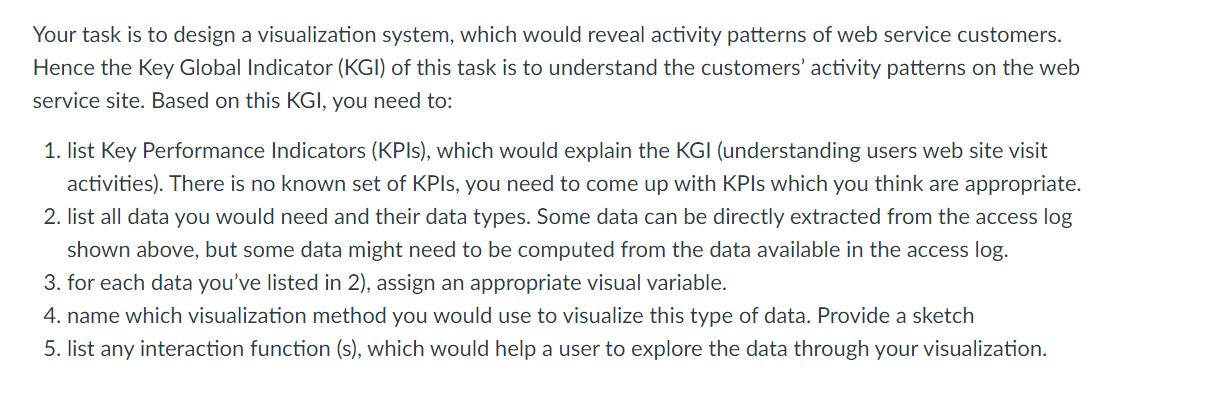 Your task is to design a visualization system, which would reveal activity patterns of web service customers.
Hence the Key Global Indicator (KGI) of this task is to understand the customers' activity patterns on the web
service site. Based on this KGI, you need to:
1. list Key Performance Indicators (KPIs), which would explain the KGI (understanding users web site visit
activities). There is no known set of KPIs, you need to come up with KPIs which you think are appropriate.
2. list all data you would need and their data types. Some data can be directly extracted from the access log
shown above, but some data might need to be computed from the data available in the access log.
3. for each data you've listed in 2), assign an appropriate visual variable.
4. name which visualization method you would use to visualize this type of data. Provide a sketch
5. list any interaction function (s), which would help a user to explore the data through your visualization.